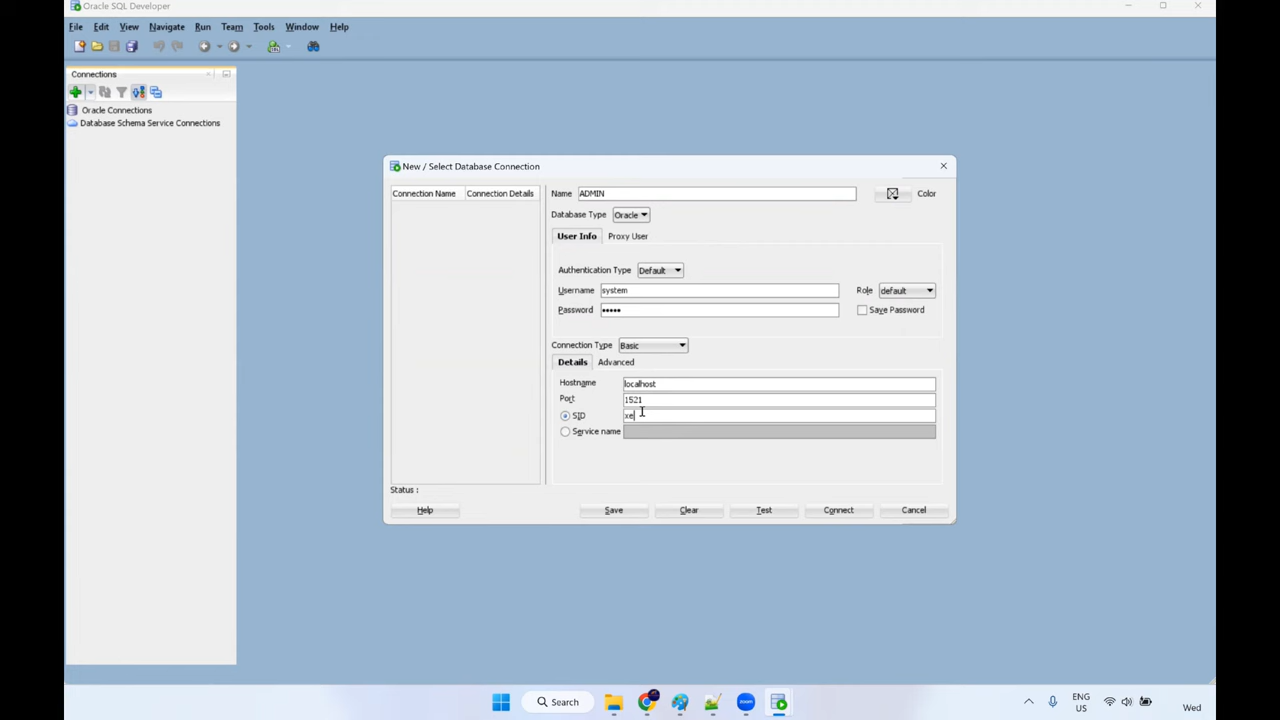 Oracle SQL Developer
File Edit View Navigate Run Team Tools Window Help
Connections
Oracle Connections
Database Schema Service Connections
New / Select Database Connection
Connection Name Connection Details
Name ADMIN Color
Database Type Oracle
User Info Proxy User
Authentication Type Default
Username system Role default
Password ••••• Save Password
Connection Type Basic
Details Advanced
Hostname localhost
Port 1521
SID xe
Service name
Status :
Help Save Clear Test Connect Cancel
Search
zoom
ENG
US
Wed